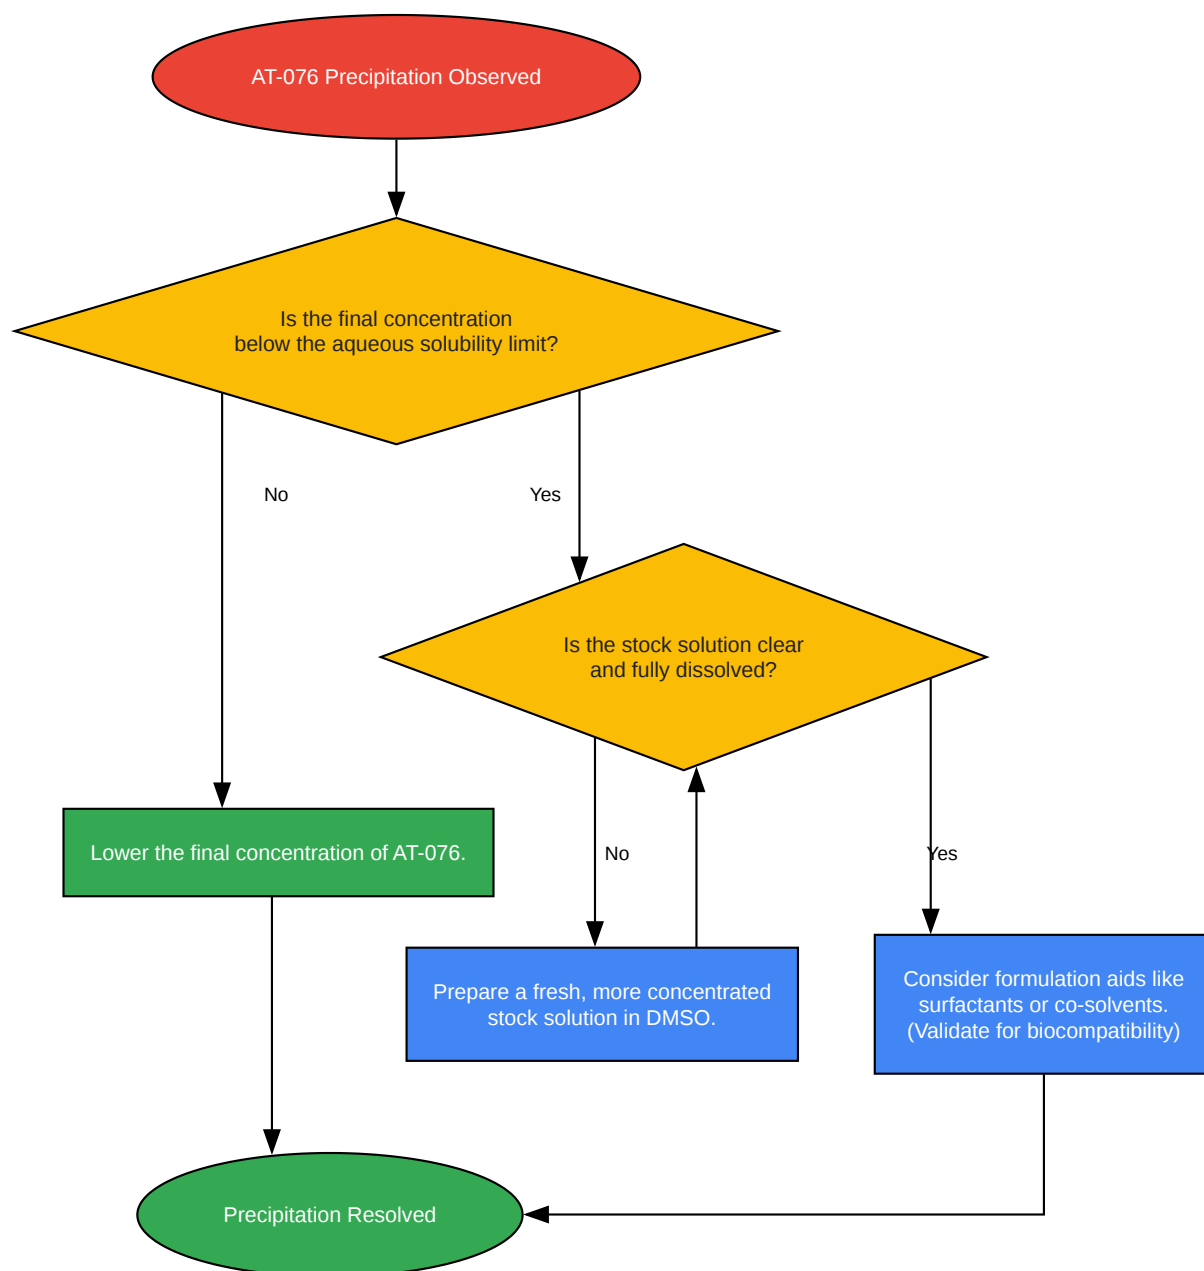 AT-076 Precipitation Observed
Is the final concentration
below the aqueous solubility limit?
No
Yes
Is the stock solution clear
and fully dissolved?
Lower the final concentration of AT-076.
No
Yes
Prepare a fresh, more concentrated
stock solution in DMSO.
Consider formulation aids like
surfactants or co-solvents.
(Validate for biocompatibility)
Precipitation Resolved